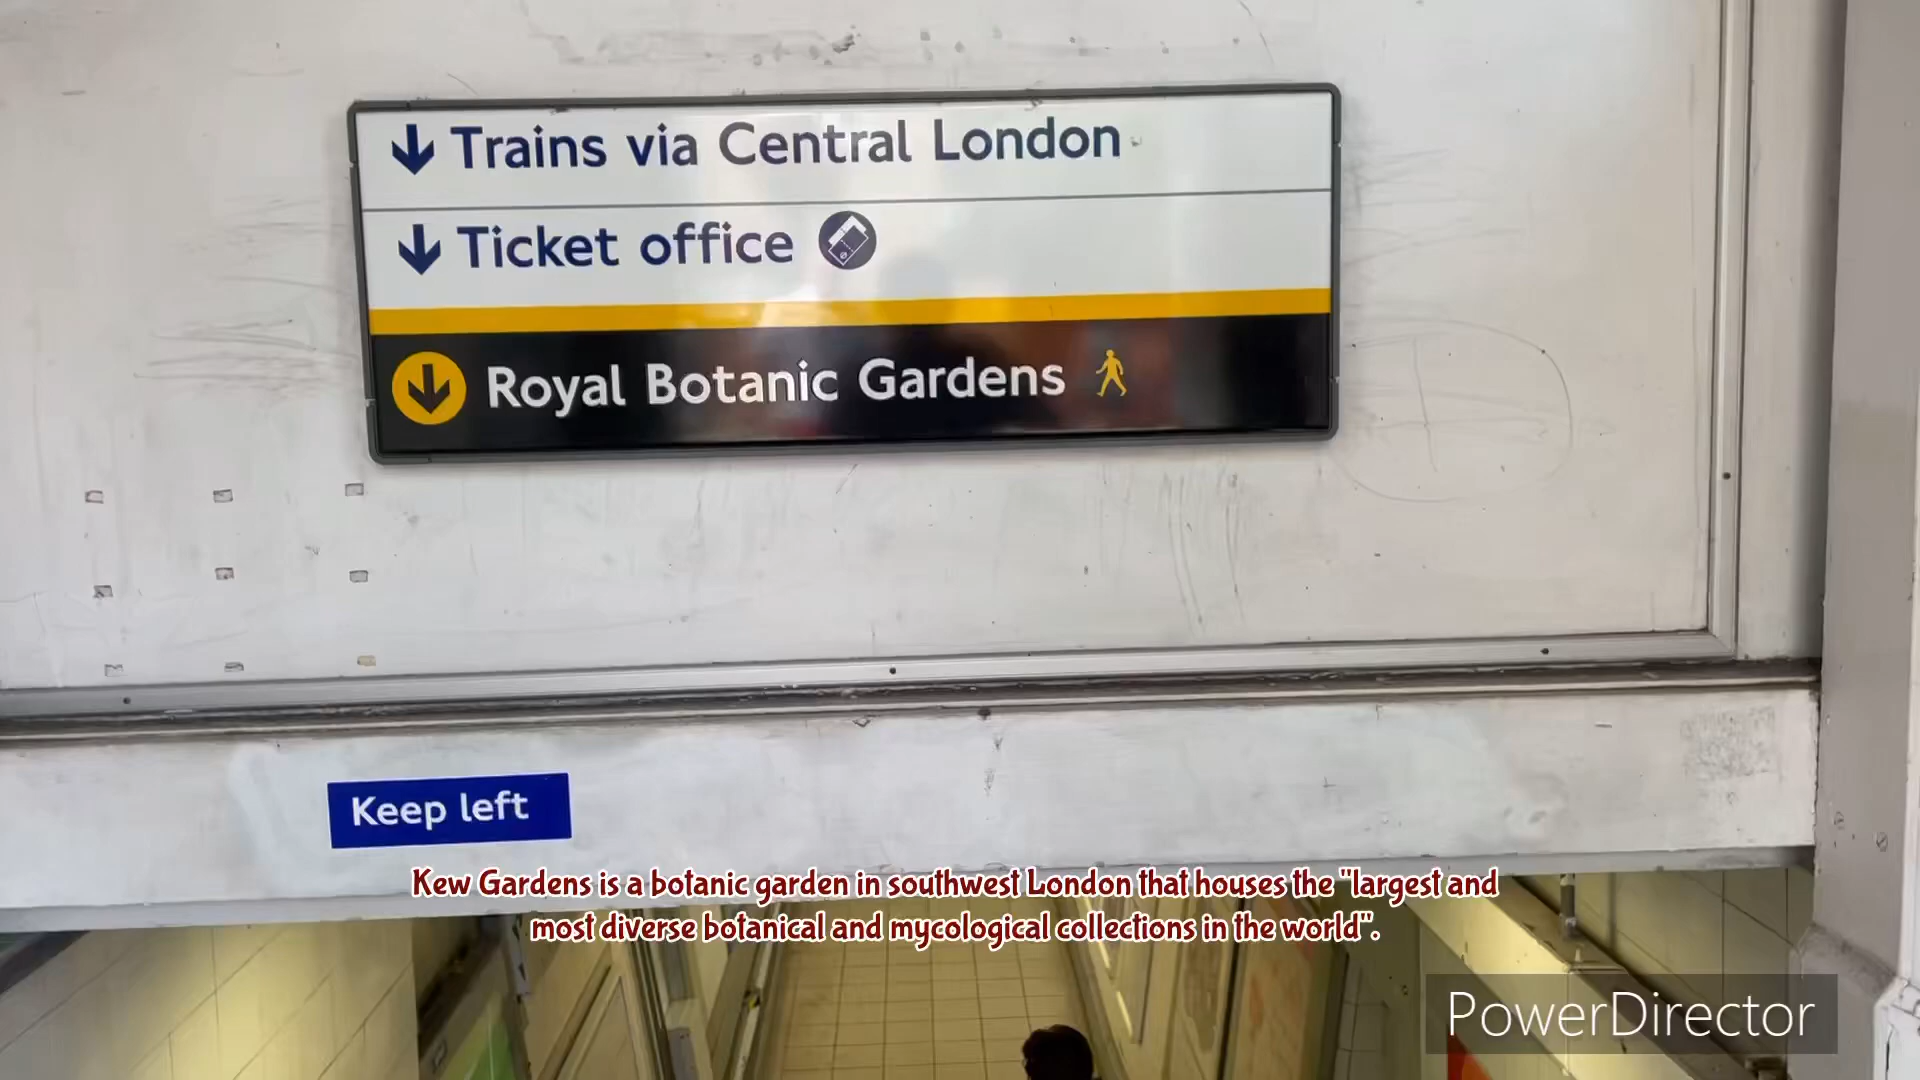 Trains via Central London
Ticket office
Royal Botanic Gardens
Keep left
Kew Gardens is a botanic garden in southwest London that houses the "largest and
most diverse botanical and mycological collections in the world".
PowerDirector